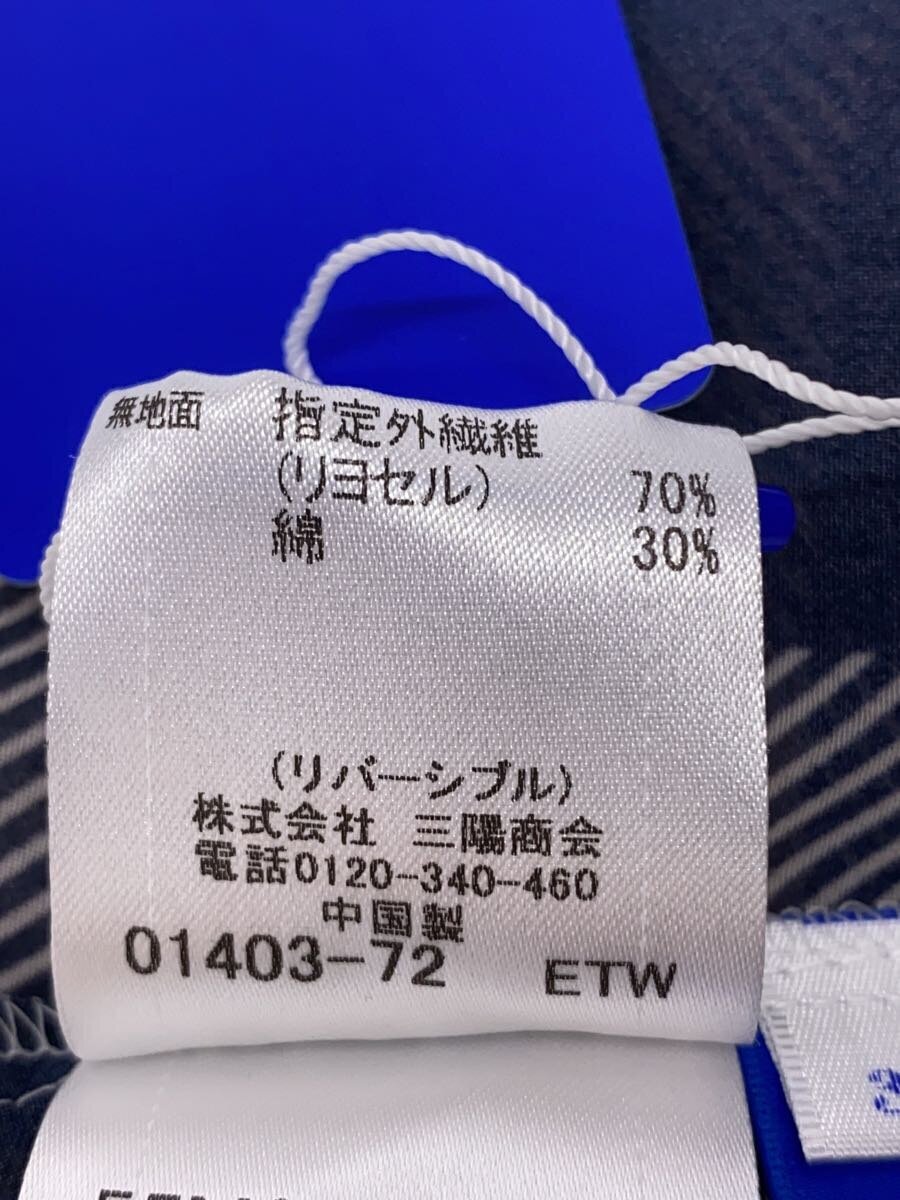 無地面 指定外繊維
(リヨセル) 70%
綿 30%
(リバーシブル)
株式会社 三陽商会
電話0120-340-460
中国製
01403-72 ETW